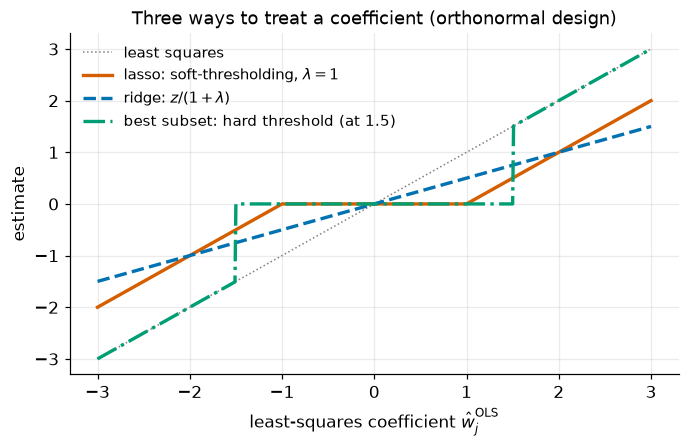 Three ways to treat a coefficient (orthonormal design)
least squares
lasso: soft-thresholding, λ = 1
ridge: z/(1 + λ)
best subset: hard threshold (at 1.5)
estimate
3
2
1
0
−1
−2
−3
−3 −2 −1 0 1 2 3
least-squares coefficient ŵ_j^OLS